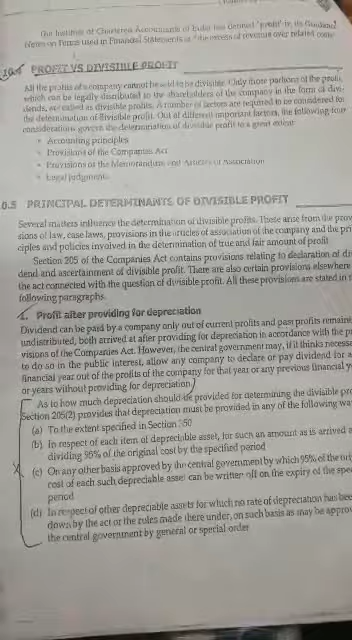 The Institute of Chartered Accountants of India has defined "profit" in its Guidance
Notes on Terms used in Financial Statements as "the excess of revenue over related costs
10.4 PROFIT VS DIVISIBLE PROFIT
All the profits of a company cannot be said to be divisible. Only those portions of the profit,
which can be legally distributed to the shareholders of the company in the form of divi-
dends, are called as divisible profits. A number of factors are required to be considered for
the determination of divisible profit. Out of different important factors, the following four
considerations govern the determination of divisible profit to a great extent:
• Accounting principles
• Provisions of the Companies Act
• Provisions of the Memorandum and Articles of Association
• Legal judgments
0.5 PRINCIPAL DETERMINANTS OF DIVISIBLE PROFIT
Several matters influence the determination of divisible profits. These arise from the prov
sions of law, case laws, provisions in the articles of association of the company and the pri
ciples and policies involved in the determination of true and fair amount of profit
Section 205 of the Companies Act contains provisions relating to declaration of di
dend and ascertainment of divisible profit. There are also certain provisions elsewhere
the act connected with the question of divisible profit. All these provisions are stated in t
following paragraphs.
1. Profit after providing for depreciation
Dividend can be paid by a company only out of current profits and past profits remaine
undistributed, both arrived at after providing for depreciation in accordance with the pr
visions of the Companies Act. However, the central government may, if it thinks necessa
to do so in the public interest, allow any company to declare or pay dividend for a
financial year out of the profits of the company for that year or any previous financial y
or years without providing for depreciation
As to how much depreciation should be provided for determining the divisible pro
Section 205(2) provides that depreciation must be provided in any of the following wa
(a) To the extent specified in Section 350
(b) In respect of each item of depreciable asset, for such an amount as is arrived a
dividing 95% of the original cost by the specified period
(c) On any other basis approved by the central government by which 95% of the ori
cost of each such depreciable asset can be written-off on the expiry of the spe
period
(d) In respect of other depreciable assets for which no rate of depreciation has bee
down by the act or the rules made there under, on such basis as may be approv
the central government by general or special order